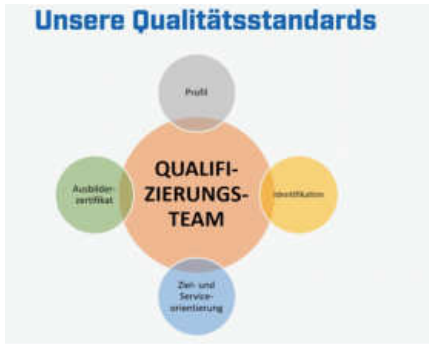 Unsere Qualitätsstandards
Profil
QUALIFI-
ZIERUNGS-
TEAM
Ausbilder-
zertifikat
Identifikation
Ziel- und
Service-
orientierung